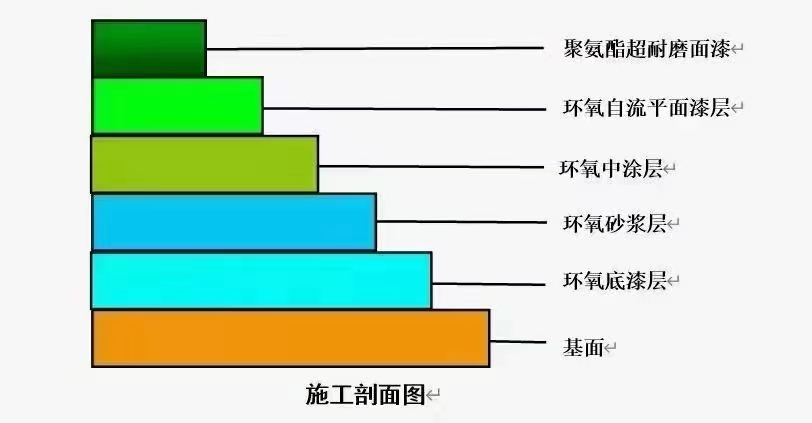 聚氨酯超耐磨面漆↵
环氧自流平面漆层↵
环氧中涂层↵
环氧砂浆层↵
环氧底漆层↵
基面↵
施工剖面图↵